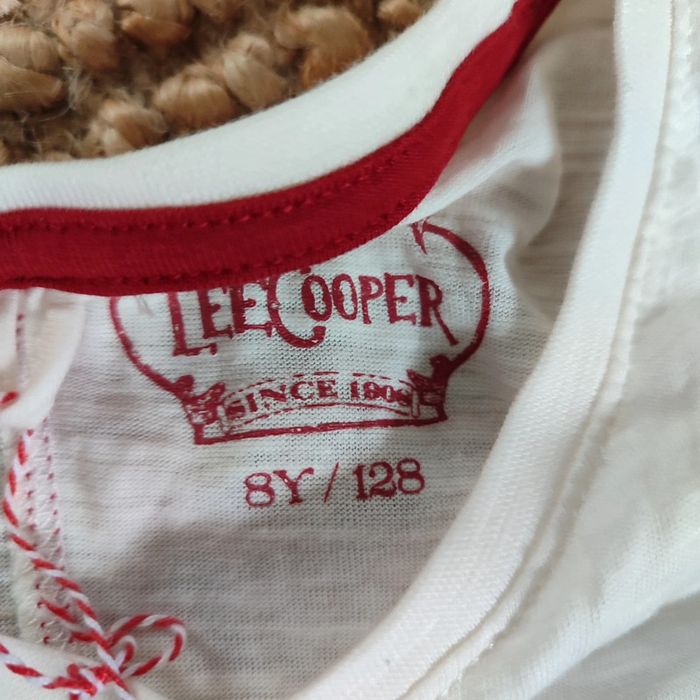 LEE COOPER
SINCE 1908
8Y / 128